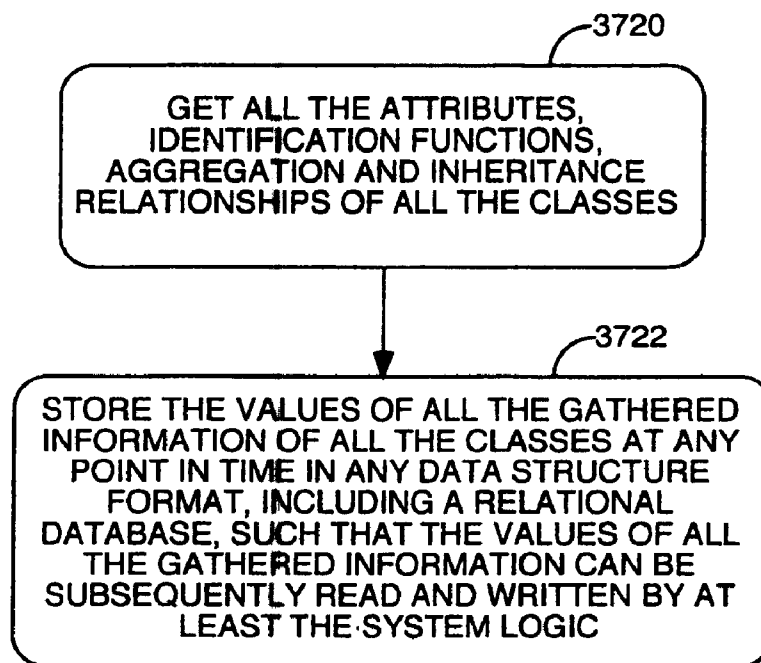 3720
GET ALL THE ATTRIBUTES,
IDENTIFICATION FUNCTIONS,
AGGREGATION AND INHERITANCE
RELATIONSHIPS OF ALL THE CLASSES
3722
STORE THE VALUES OF ALL THE GATHERED
INFORMATION OF ALL THE CLASSES AT ANY
POINT IN TIME IN ANY DATA STRUCTURE
FORMAT, INCLUDING A RELATIONAL
DATABASE, SUCH THAT THE VALUES OF ALL
THE GATHERED INFORMATION CAN BE
SUBSEQUENTLY READ AND WRITTEN BY AT
LEAST THE SYSTEM LOGIC